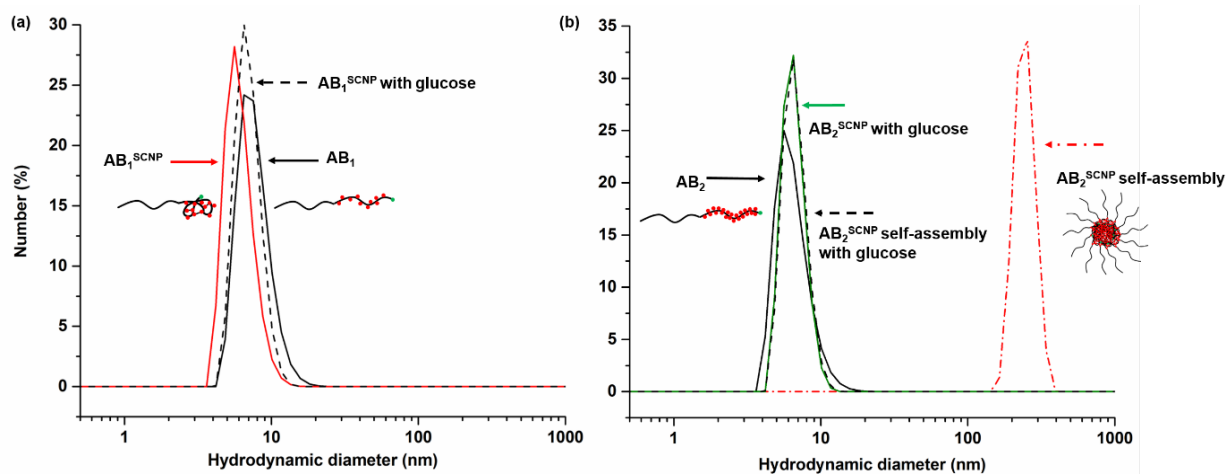 (a)
30
25
20
15
10
5
0
Number (%)
AB₁ˢᶜᴺᴾ with glucose
AB₁ˢᶜᴺᴾ
AB₁
1
10
100
1000
Hydrodynamic diameter (nm)
(b)
35
30
25
20
15
10
5
0
AB₂ˢᶜᴺᴾ with glucose
AB₂
AB₂ˢᶜᴺᴾ self-assembly
with glucose
AB₂ˢᶜᴺᴾ self-assembly
1
10
100
1000
Hydrodynamic diameter (nm)